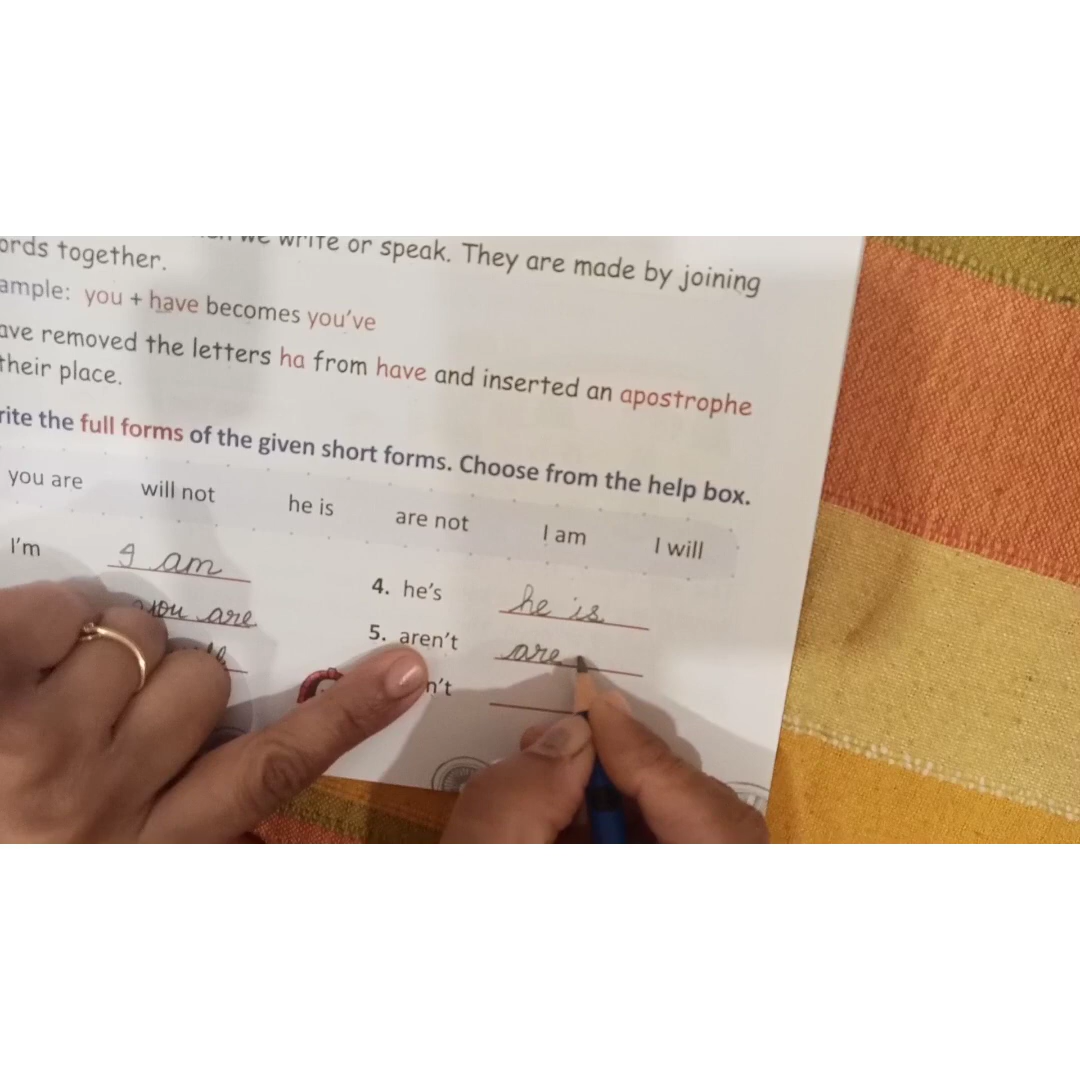 we write or speak. They are made by joining
ords together.
ample: you + have becomes you've
ave removed the letters ha from have and inserted an apostrophe
their place.
rite the full forms of the given short forms. Choose from the help box.
you are will not he is are not I am I will
I'm I am
4. he's he is
you are
5. aren't are
n't